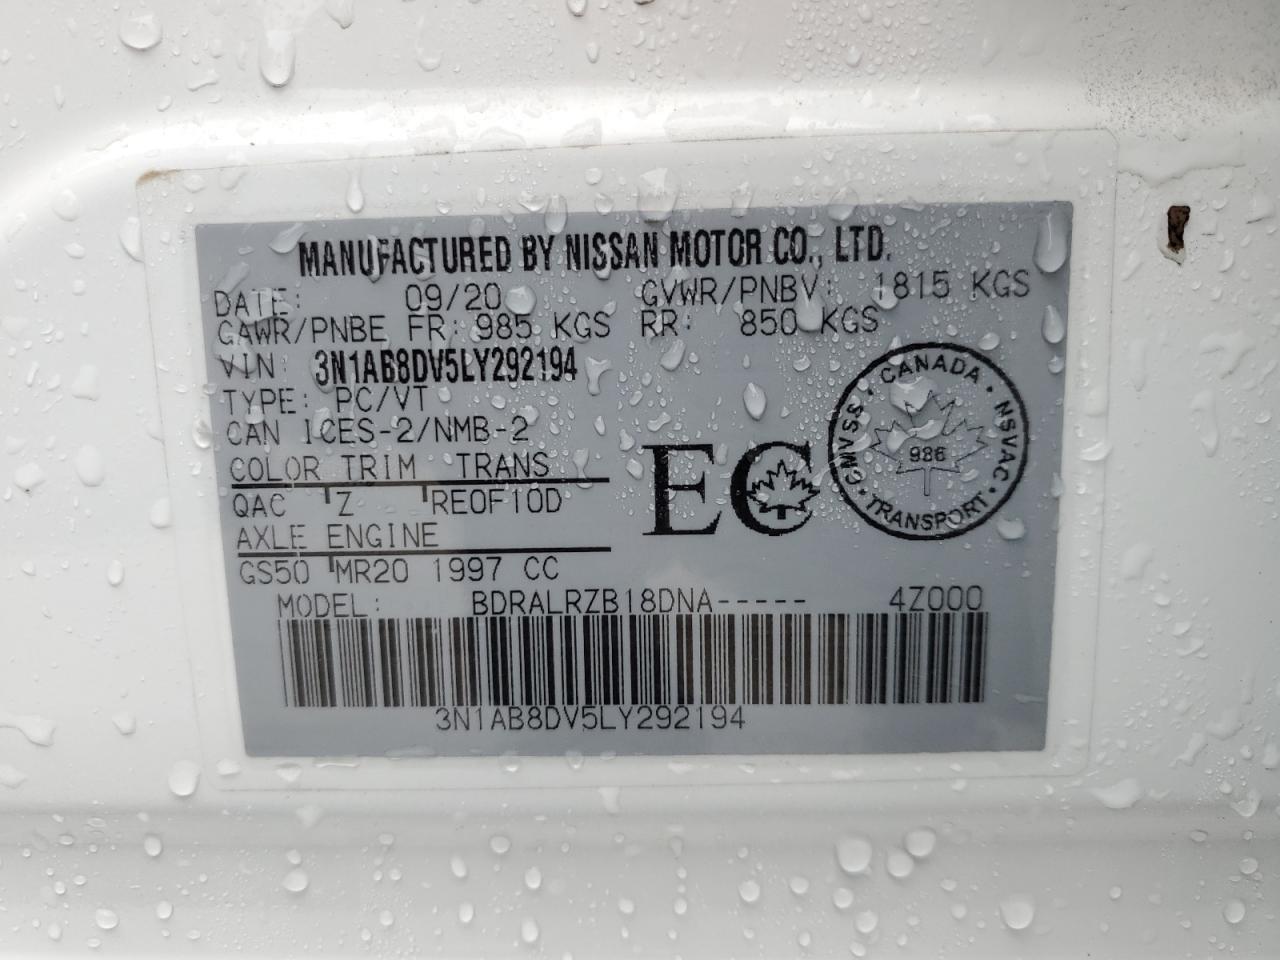 MANUFACTURED BY NISSAN MOTOR CO., LTD.
DATE: 09/20 GVWR/PNBV: 1815 KGS
GAWR/PNBE FR: 985 KGS RR: 850 KGS
VIN: 3N1AB8DV5LY292194
TYPE: PC/VT
CAN ICES-2/NMB-2
COLOR TRIM TRANS
QAC Z RE0F10D
AXLE ENGINE
GS50 MR20 1997 CC
EC
CANADA
CMVSS NSVAC
986
TRANSPORT
MODEL: BDRALRZB18DNA----- 4Z000
3N1AB8DV5LY292194